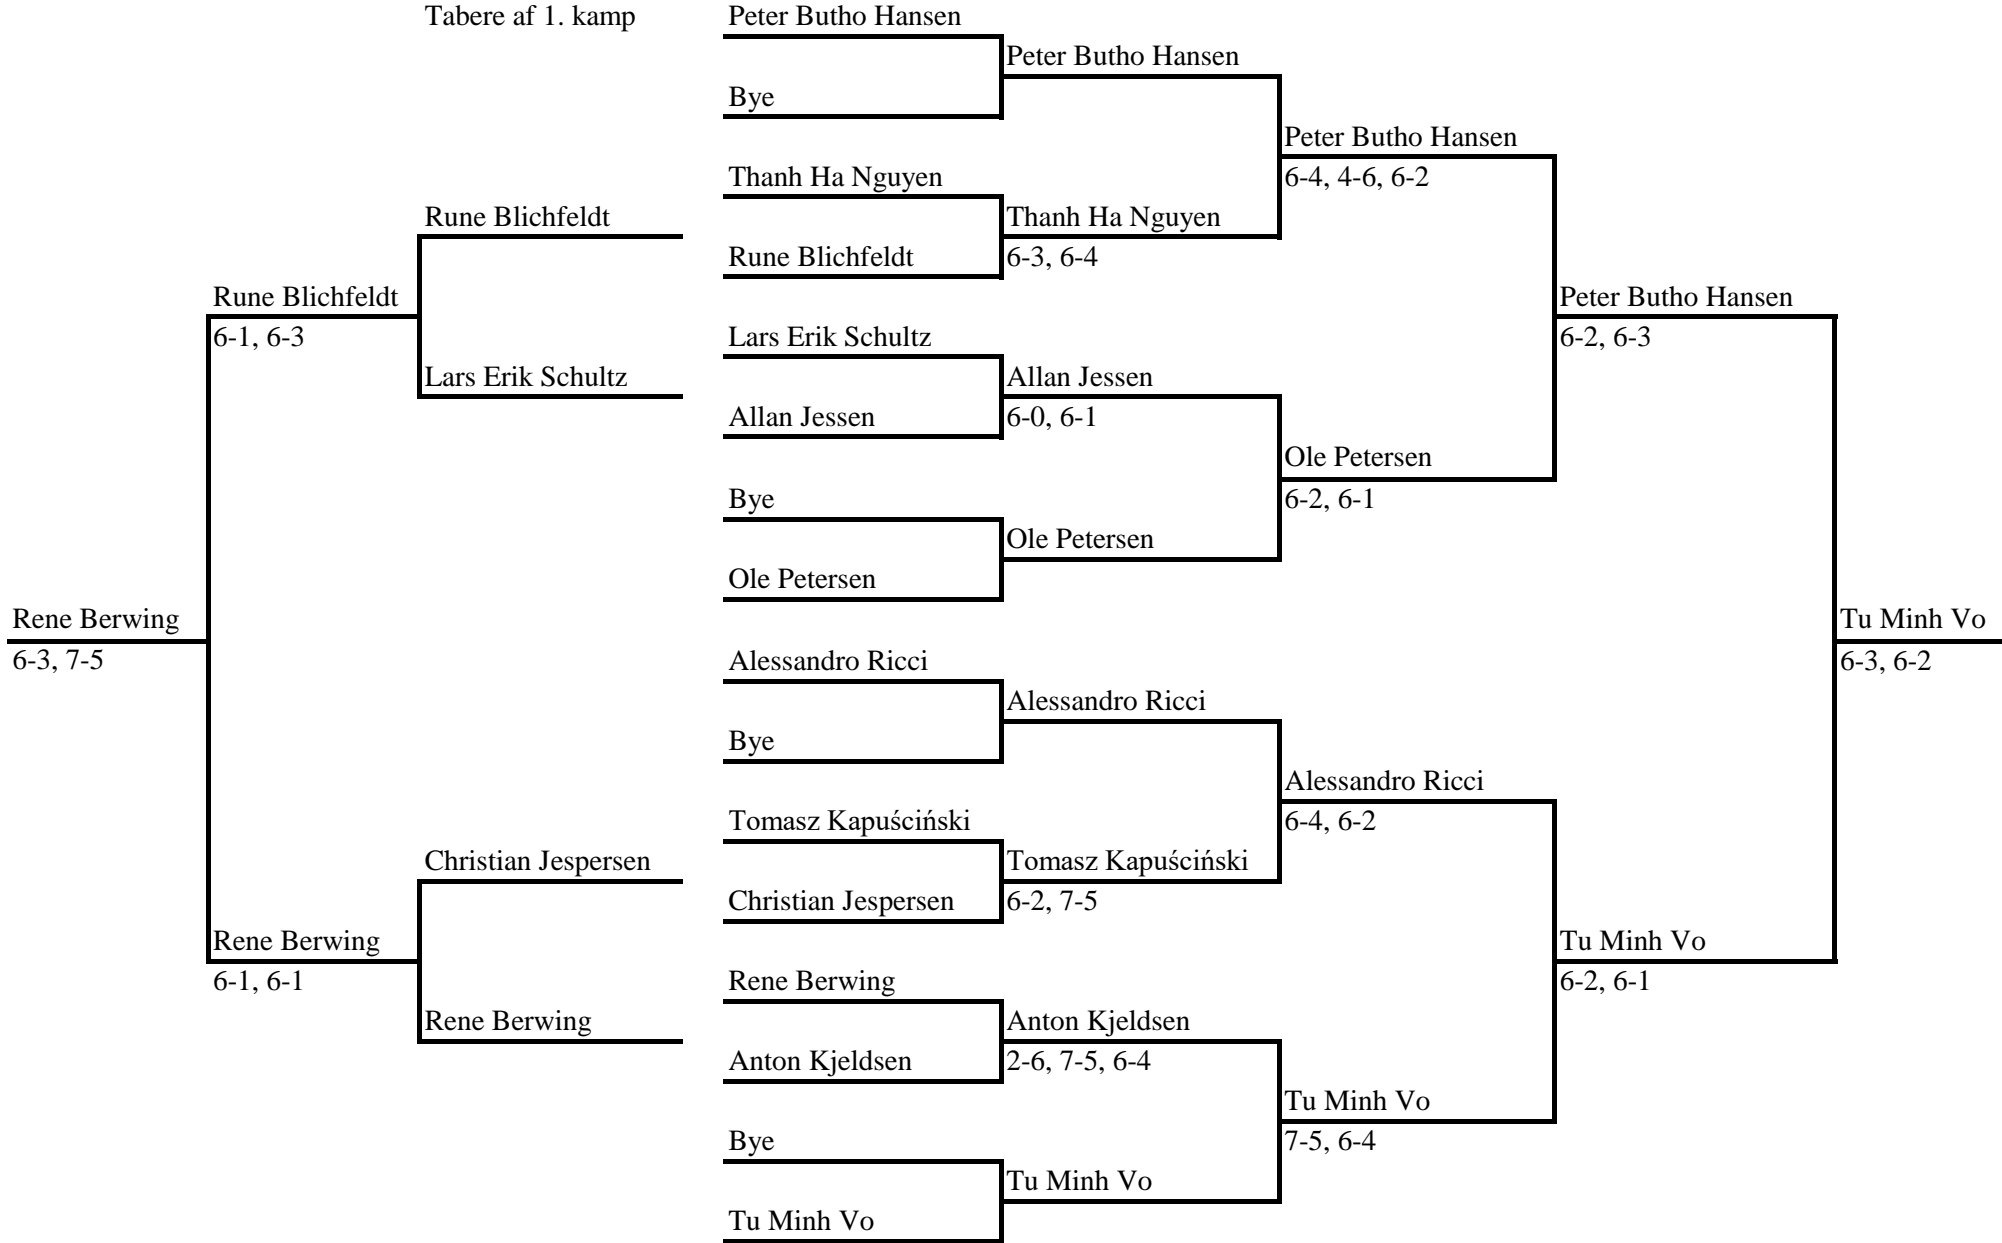 Tabere af 1. kamp
Peter Butho Hansen
Peter Butho Hansen
Bye
Peter Butho Hansen
Thanh Ha Nguyen
6-4, 4-6, 6-2
Rune Blichfeldt
Thanh Ha Nguyen
Rune Blichfeldt
6-3, 6-4
Rune Blichfeldt
Peter Butho Hansen
6-1, 6-3
Lars Erik Schultz
6-2, 6-3
Lars Erik Schultz
Allan Jessen
Allan Jessen
6-0, 6-1
Ole Petersen
Bye
6-2, 6-1
Ole Petersen
Ole Petersen
Rene Berwing
Tu Minh Vo
6-3, 7-5
Alessandro Ricci
6-3, 6-2
Alessandro Ricci
Bye
Alessandro Ricci
Tomasz Kapuściński
6-4, 6-2
Christian Jespersen
Tomasz Kapuściński
Christian Jespersen
6-2, 7-5
Rene Berwing
Tu Minh Vo
6-1, 6-1
Rene Berwing
6-2, 6-1
Rene Berwing
Anton Kjeldsen
Anton Kjeldsen
2-6, 7-5, 6-4
Tu Minh Vo
Bye
7-5, 6-4
Tu Minh Vo
Tu Minh Vo